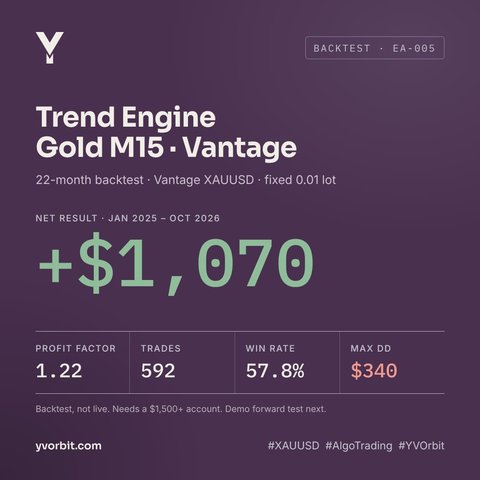 Y
BACKTEST · EA-005
Trend Engine
Gold M15 · Vantage
22-month backtest · Vantage XAUUSD · fixed 0.01 lot
NET RESULT · JAN 2025 – OCT 2026
+$1,070
PROFIT FACTOR
1.22
TRADES
592
WIN RATE
57.8%
MAX DD
$340
Backtest, not live. Needs a $1,500+ account. Demo forward test next.
yvorbit.com
#XAUUSD #AlgoTrading #YVOrbit